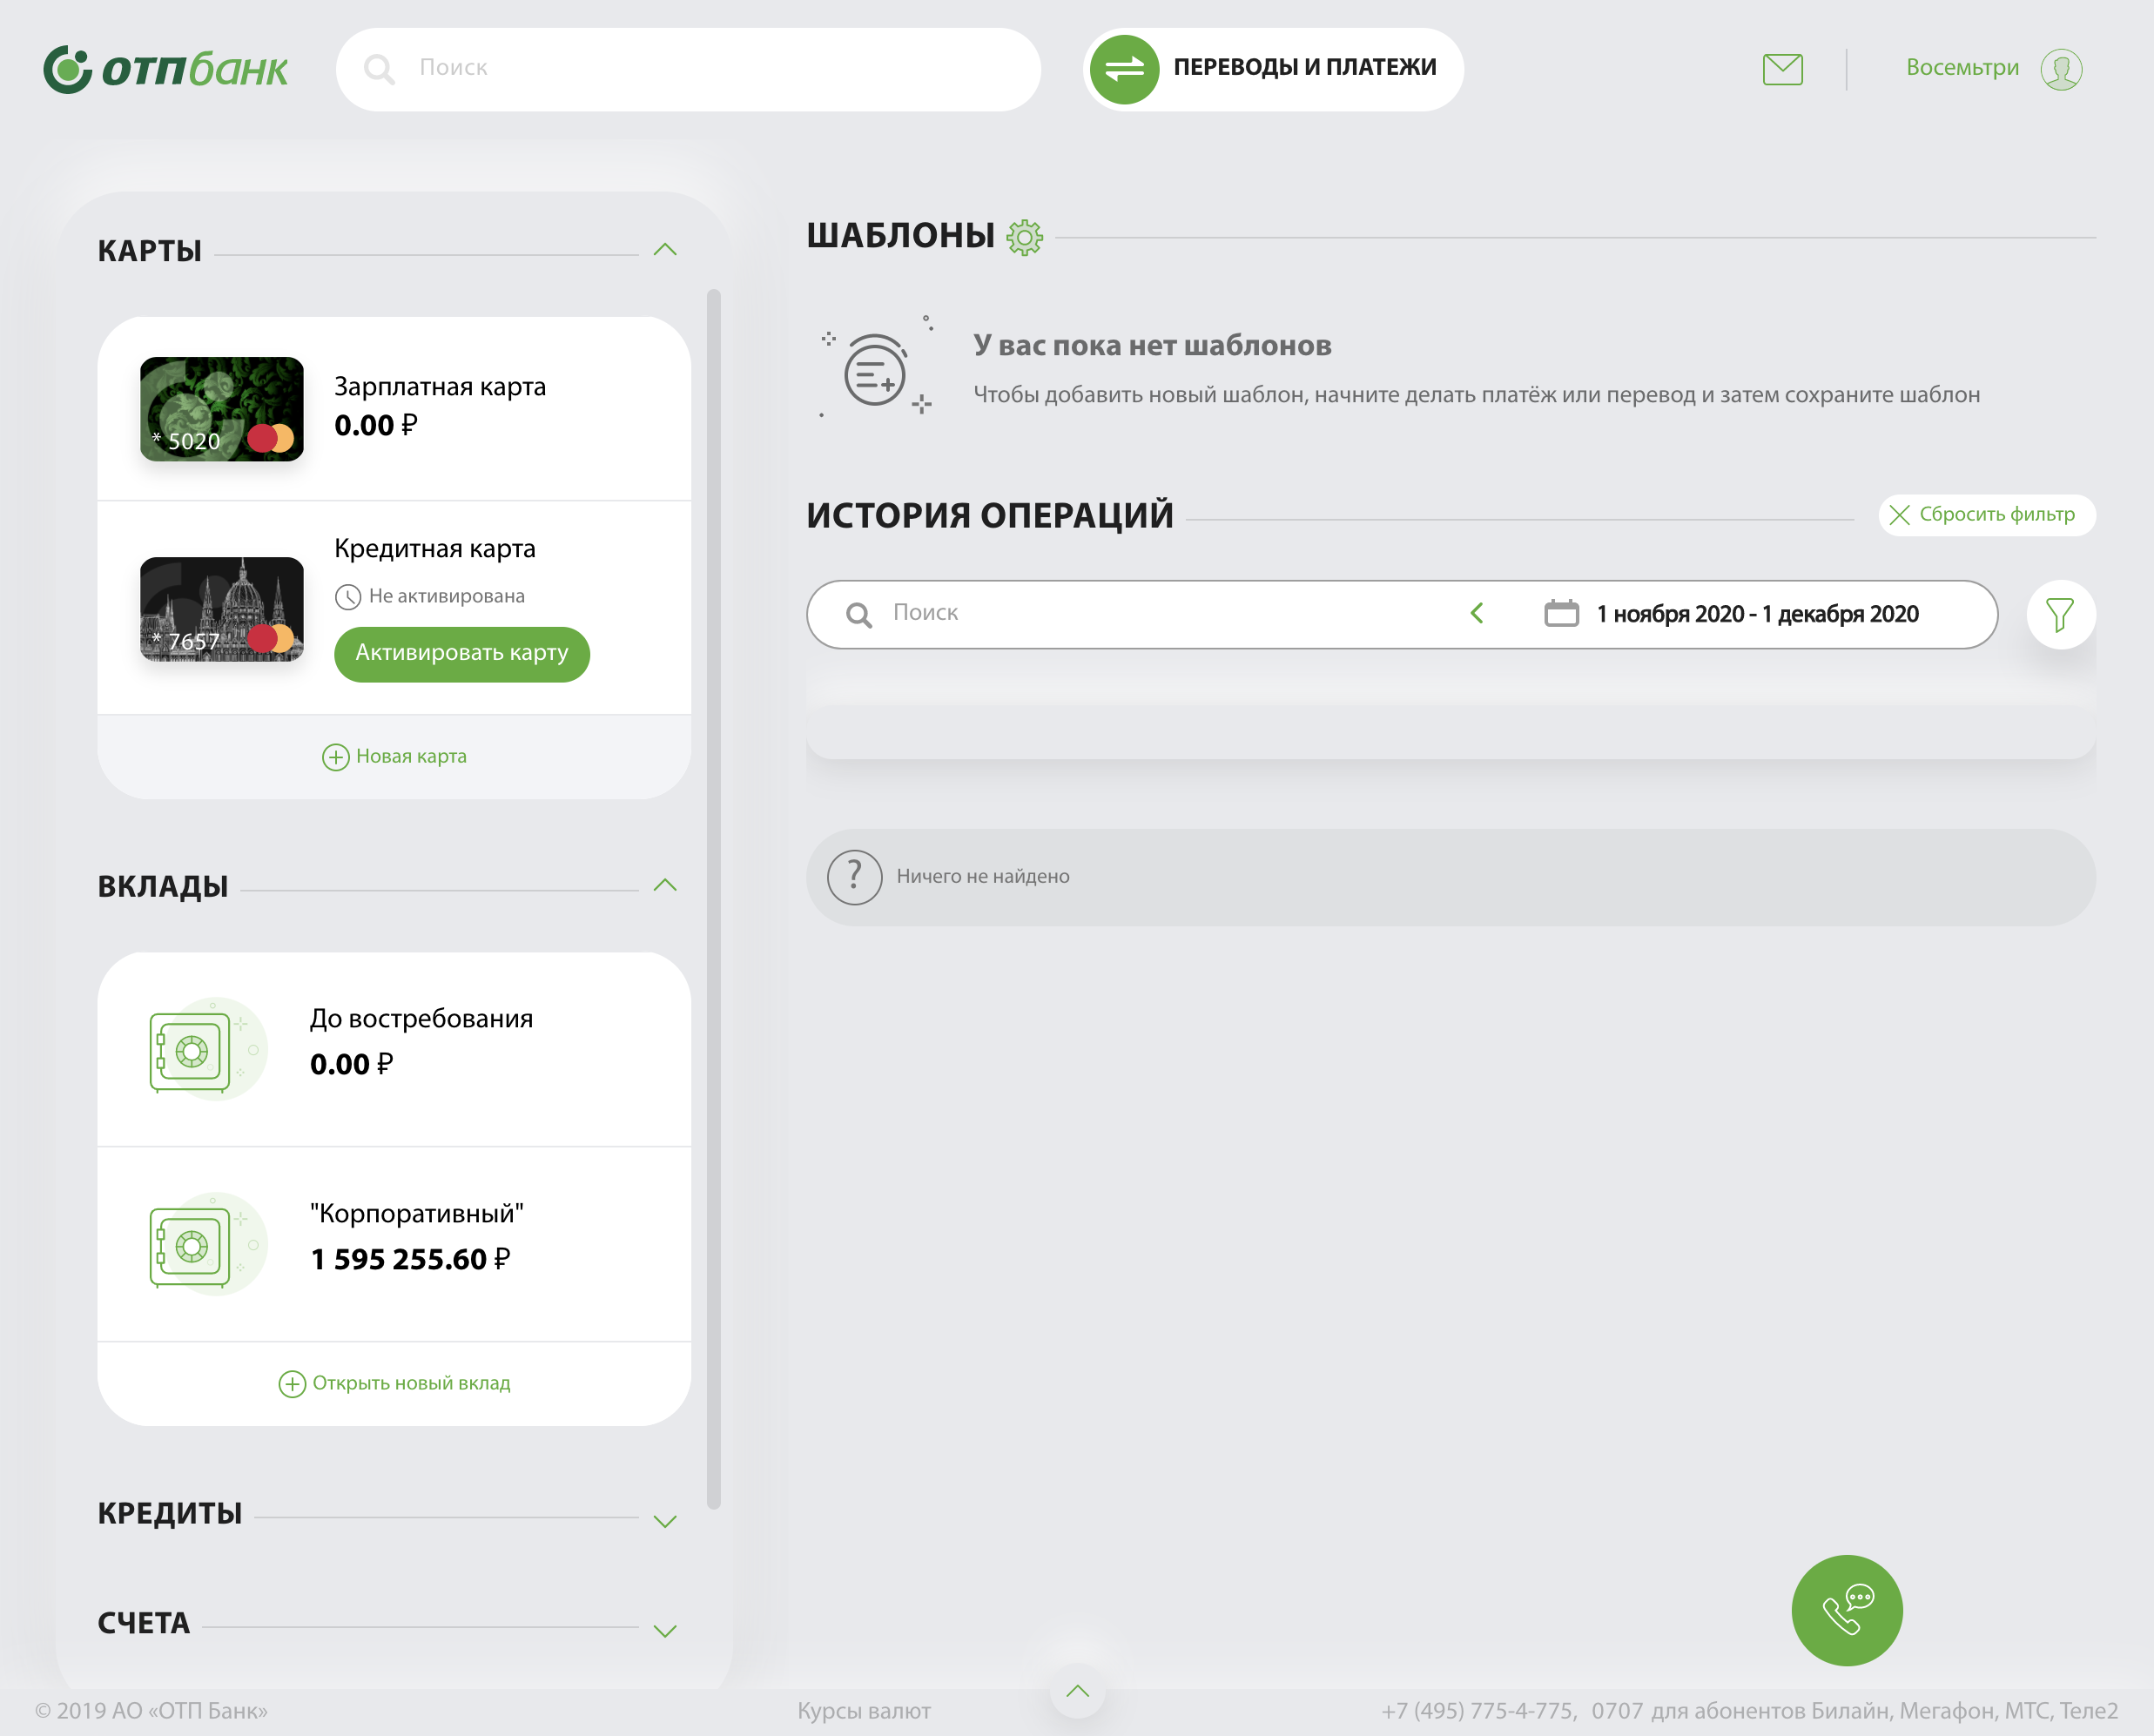 ОТПбанк
Поиск
ПЕРЕВОДЫ И ПЛАТЕЖИ
Восемьтри
КАРТЫ
Зарплатная карта
0.00 ₽
* 5020
Кредитная карта
Не активирована
* 7657
Активировать карту
Новая карта
ВКЛАДЫ
До востребования
0.00 ₽
"Корпоративный"
1 595 255.60 ₽
Открыть новый вклад
КРЕДИТЫ
СЧЕТА
ШАБЛОНЫ
У вас пока нет шаблонов
Чтобы добавить новый шаблон, начните делать платёж или перевод и затем сохраните шаблон
ИСТОРИЯ ОПЕРАЦИЙ
Сбросить фильтр
Поиск
1 ноября 2020 - 1 декабря 2020
?
Ничего не найдено
© 2019 АО «ОТП Банк»
Курсы валют
+7 (495) 775-4-775, 0707 для абонентов Билайн, Мегафон, МТС, Теле2